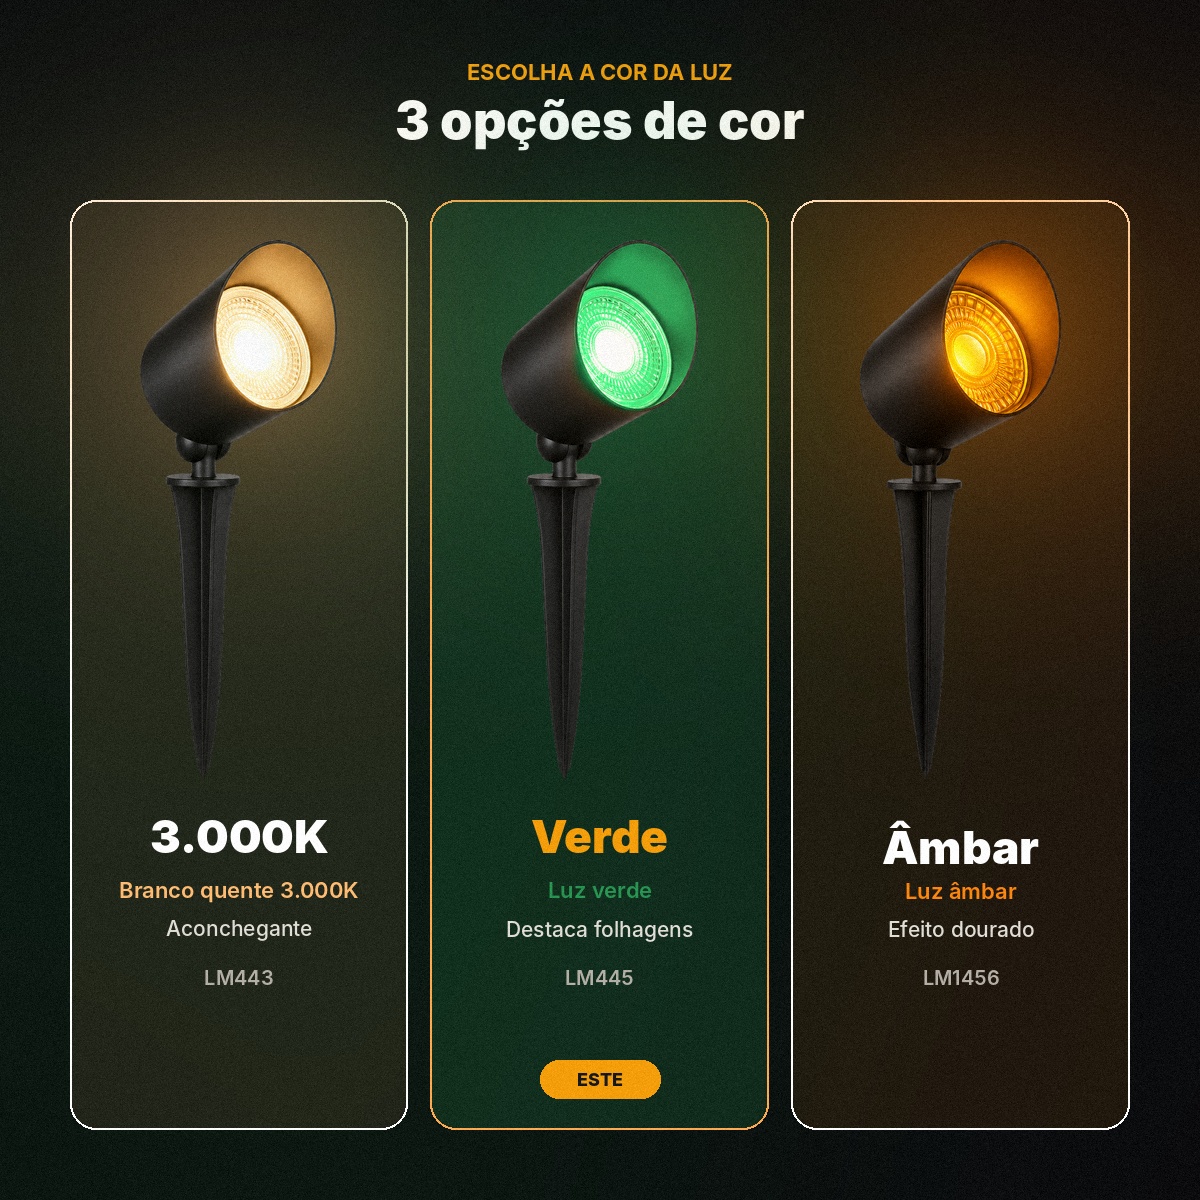 ESCOLHA A COR DA LUZ
3 opções de cor
3.000K
Branco quente 3.000K
Aconchegante
LM443
Verde
Luz verde
Destaca folhagens
LM445
ESTE
Âmbar
Luz âmbar
Efeito dourado
LM1456